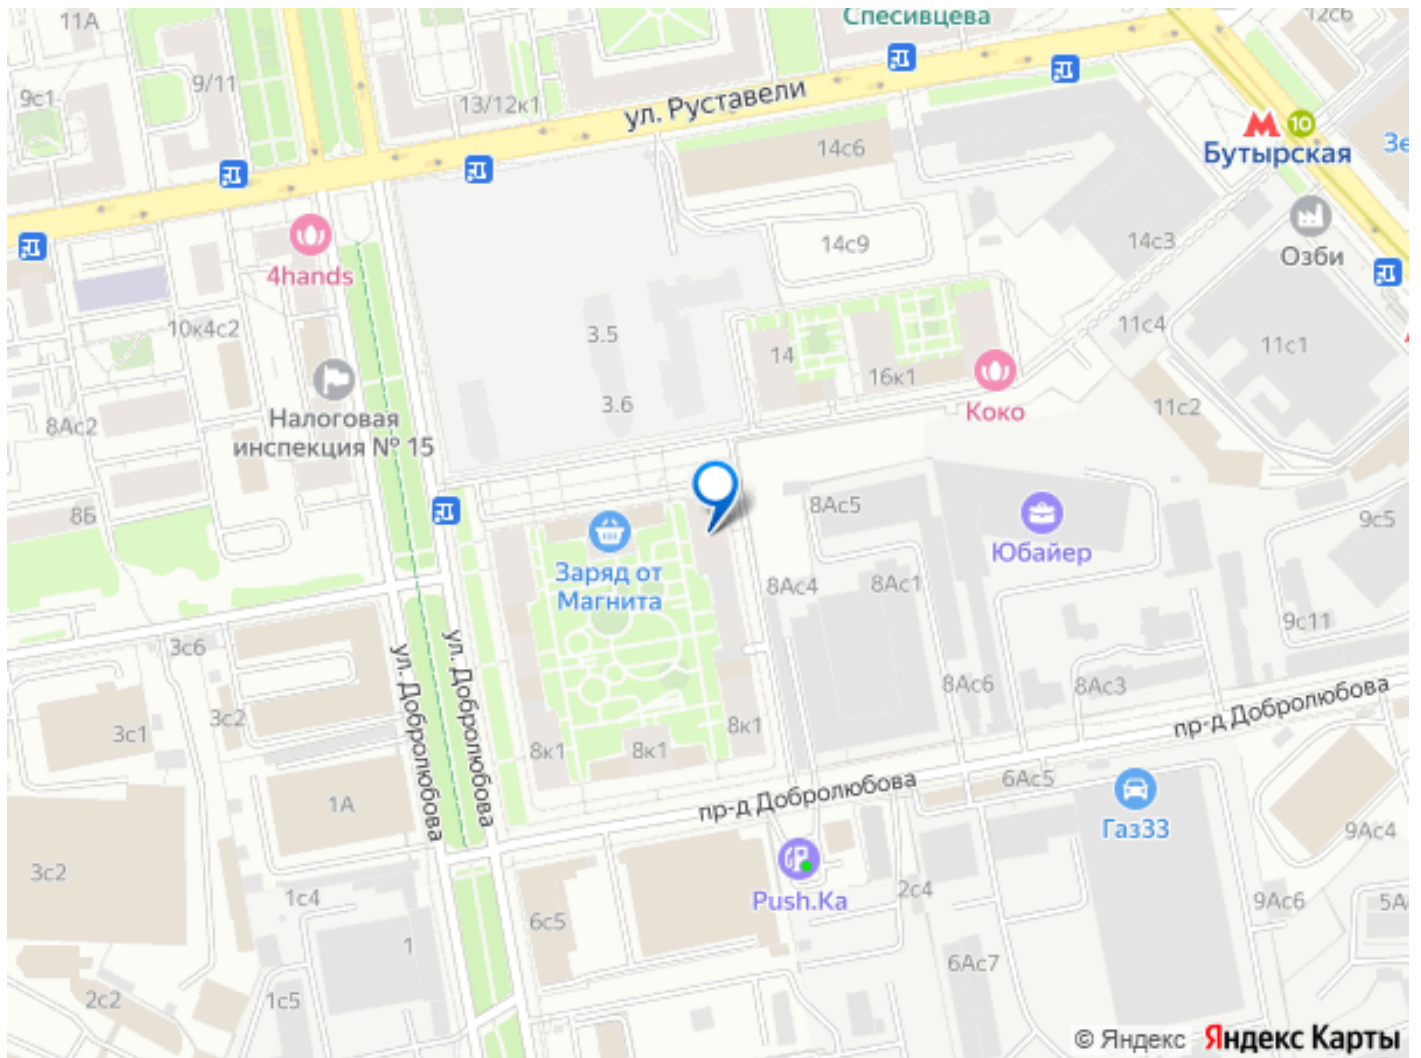 11А
Спесивцева
12с6
9/11
9с1
13/12к1
ул. Руставели
10
Бутырская
14с6
Зе
4hands
14с9
14с3
Озби
10к4с2
3.5
11с4
11с1
14
16к1
Налоговая
инспекция № 15
3.6
Коко
11с2
8Ас2
8Б
8Ас5
9с5
Юбайер
Заряд от
Магнита
8Ас4
8Ас1
9с11
3с6
ул. Добролюбова
ул. Добролюбова
8Ас6
8Ас3
пр-д Добролюбова
3с2
3с1
8к1
8к1
8к1
пр-д Добролюбова
6Ас5
1А
Газ33
9Ас4
3с2
Push.Ka
2с4
1с4
9Ас6
5А
6с5
1
6Ас7
2с2
1с5
© Яндекс Яндекс Карты